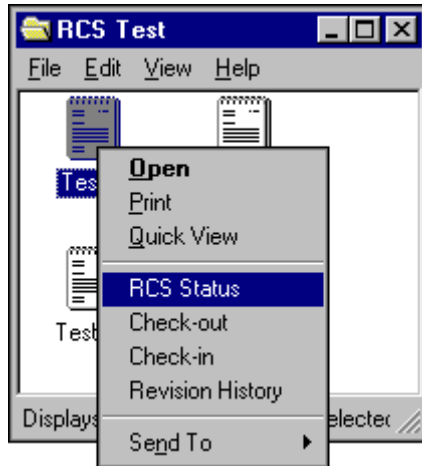 RCS Test
File Edit View Help
Tes
Open
Print
Quick View
RCS Status
Check-out
Check-in
Revision History
Send To
Test
Displays elected